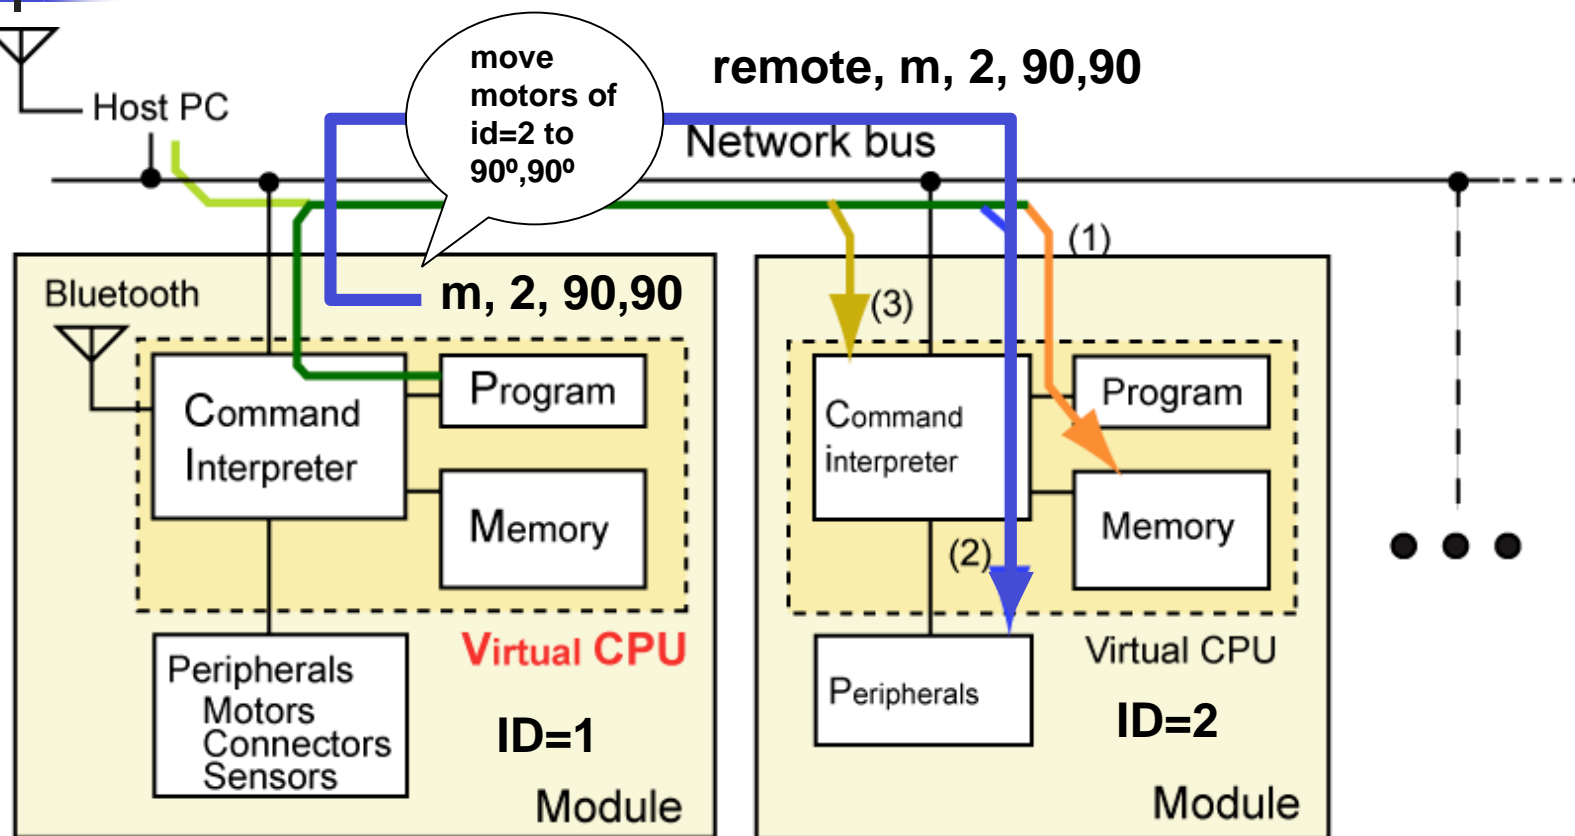 move
motors of
id=2 to
90º,90º
remote, m, 2, 90,90
Host PC
Network bus
(1)
Bluetooth
m, 2, 90,90
(3)
Command
Interpreter
Program
Memory
Virtual CPU
Peripherals
Motors
Connectors
Sensors
ID=1
Module
Command
interpreter
Program
Memory
(2)
Virtual CPU
Peripherals
ID=2
Module